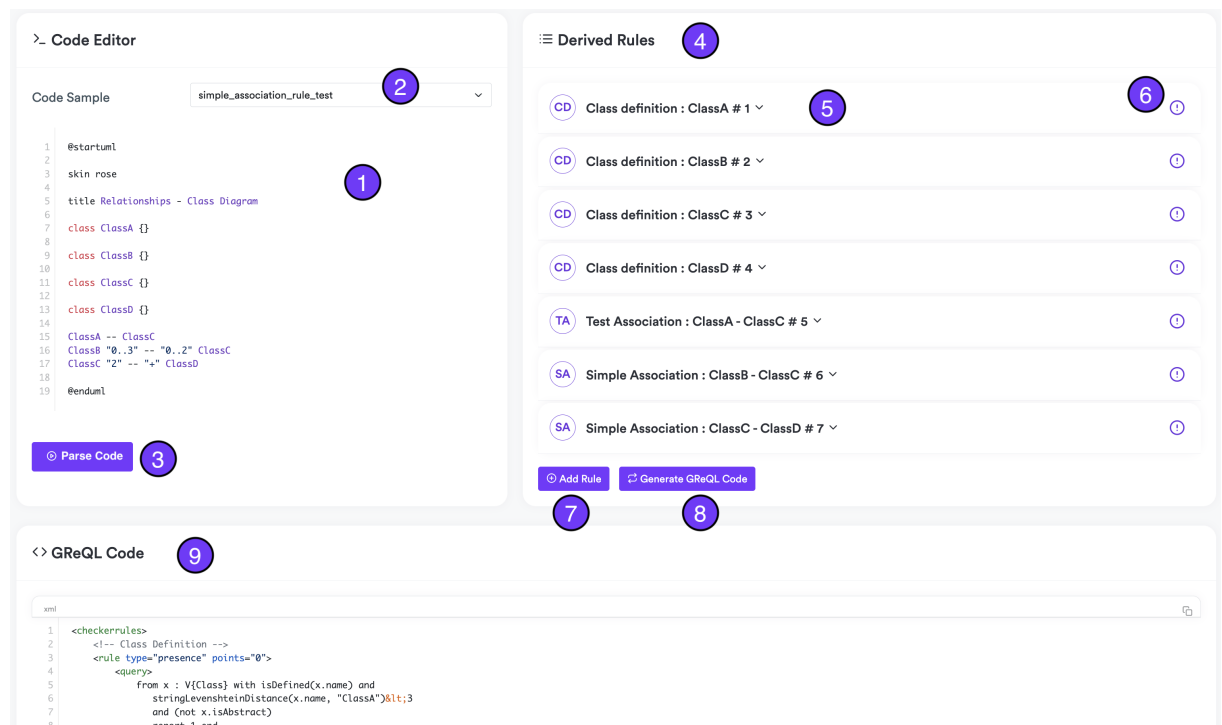 >_ Code Editor
Code Sample
simple_association_rule_test
2
1 @startuml
2
3 skin rose
4
5 title Relationships - Class Diagram
6
7 class ClassA {}
8
9 class ClassB {}
10
11 class ClassC {}
12
13 class ClassD {}
14
15 ClassA -- ClassC
16 ClassB "0..3" -- "0..2" ClassC
17 ClassC "2" -- "+" ClassD
18
19 @enduml
1
Parse Code
3
Derived Rules
4
CD Class definition : ClassA # 1
5
6
CD Class definition : ClassB # 2
CD Class definition : ClassC # 3
CD Class definition : ClassD # 4
TA Test Association : ClassA - ClassC # 5
SA Simple Association : ClassB - ClassC # 6
SA Simple Association : ClassC - ClassD # 7
Add Rule
Generate GReQL Code
7
8
<> GReQL Code
9
xml
1 <checkerrules>
2 <!-- Class Definition -->
3 <rule type="presence" points="0">
4 <query>
5 from x : V{Class} with isDefined(x.name) and
6 stringLevenshteinDistance(x.name, "ClassA")&lt;3
7 and (not x.isAbstract)
8 report 1 end